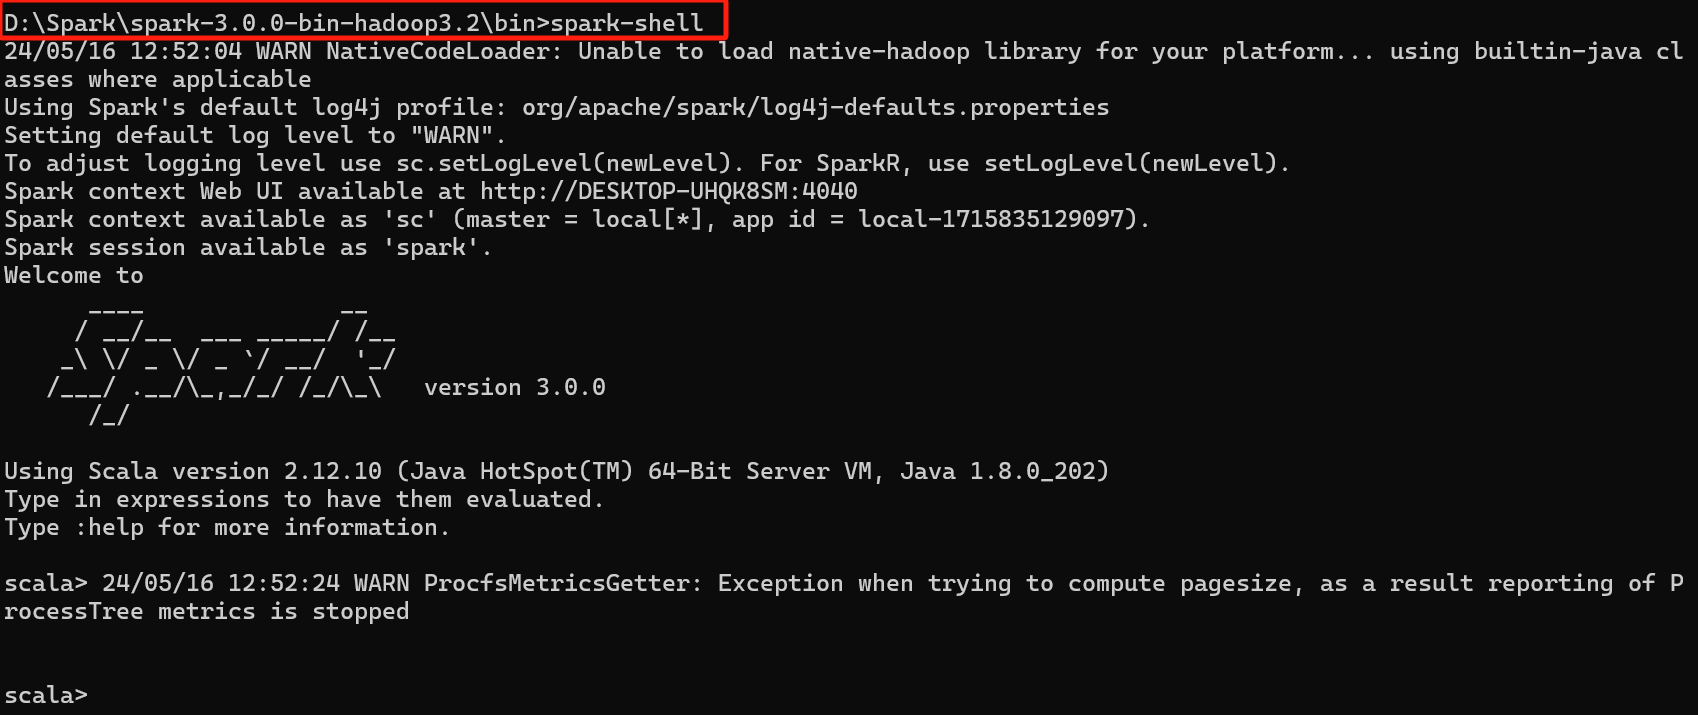 D:\Spark\spark-3.0.0-bin-hadoop3.2\bin>spark-shell
24/05/16 12:52:04 WARN NativeCodeLoader: Unable to load native-hadoop library for your platform... using builtin-java cl
asses where applicable
Using Spark's default log4j profile: org/apache/spark/log4j-defaults.properties
Setting default log level to "WARN".
To adjust logging level use sc.setLogLevel(newLevel). For SparkR, use setLogLevel(newLevel).
Spark context Web UI available at http://DESKTOP-UHQK8SM:4040
Spark context available as 'sc' (master = local[*], app id = local-1715835129097).
Spark session available as 'spark'.
Welcome to
      ____              __
     / __/__  ___ _____/ /__
    _\ \/ _ \/ _ `/ __/  '_/
   /___/ .__/\_,_/_/ /_/\_\   version 3.0.0
      /_/

Using Scala version 2.12.10 (Java HotSpot(TM) 64-Bit Server VM, Java 1.8.0_202)
Type in expressions to have them evaluated.
Type :help for more information.

scala> 24/05/16 12:52:24 WARN ProcfsMetricsGetter: Exception when trying to compute pagesize, as a result reporting of P
rocessTree metrics is stopped

scala>